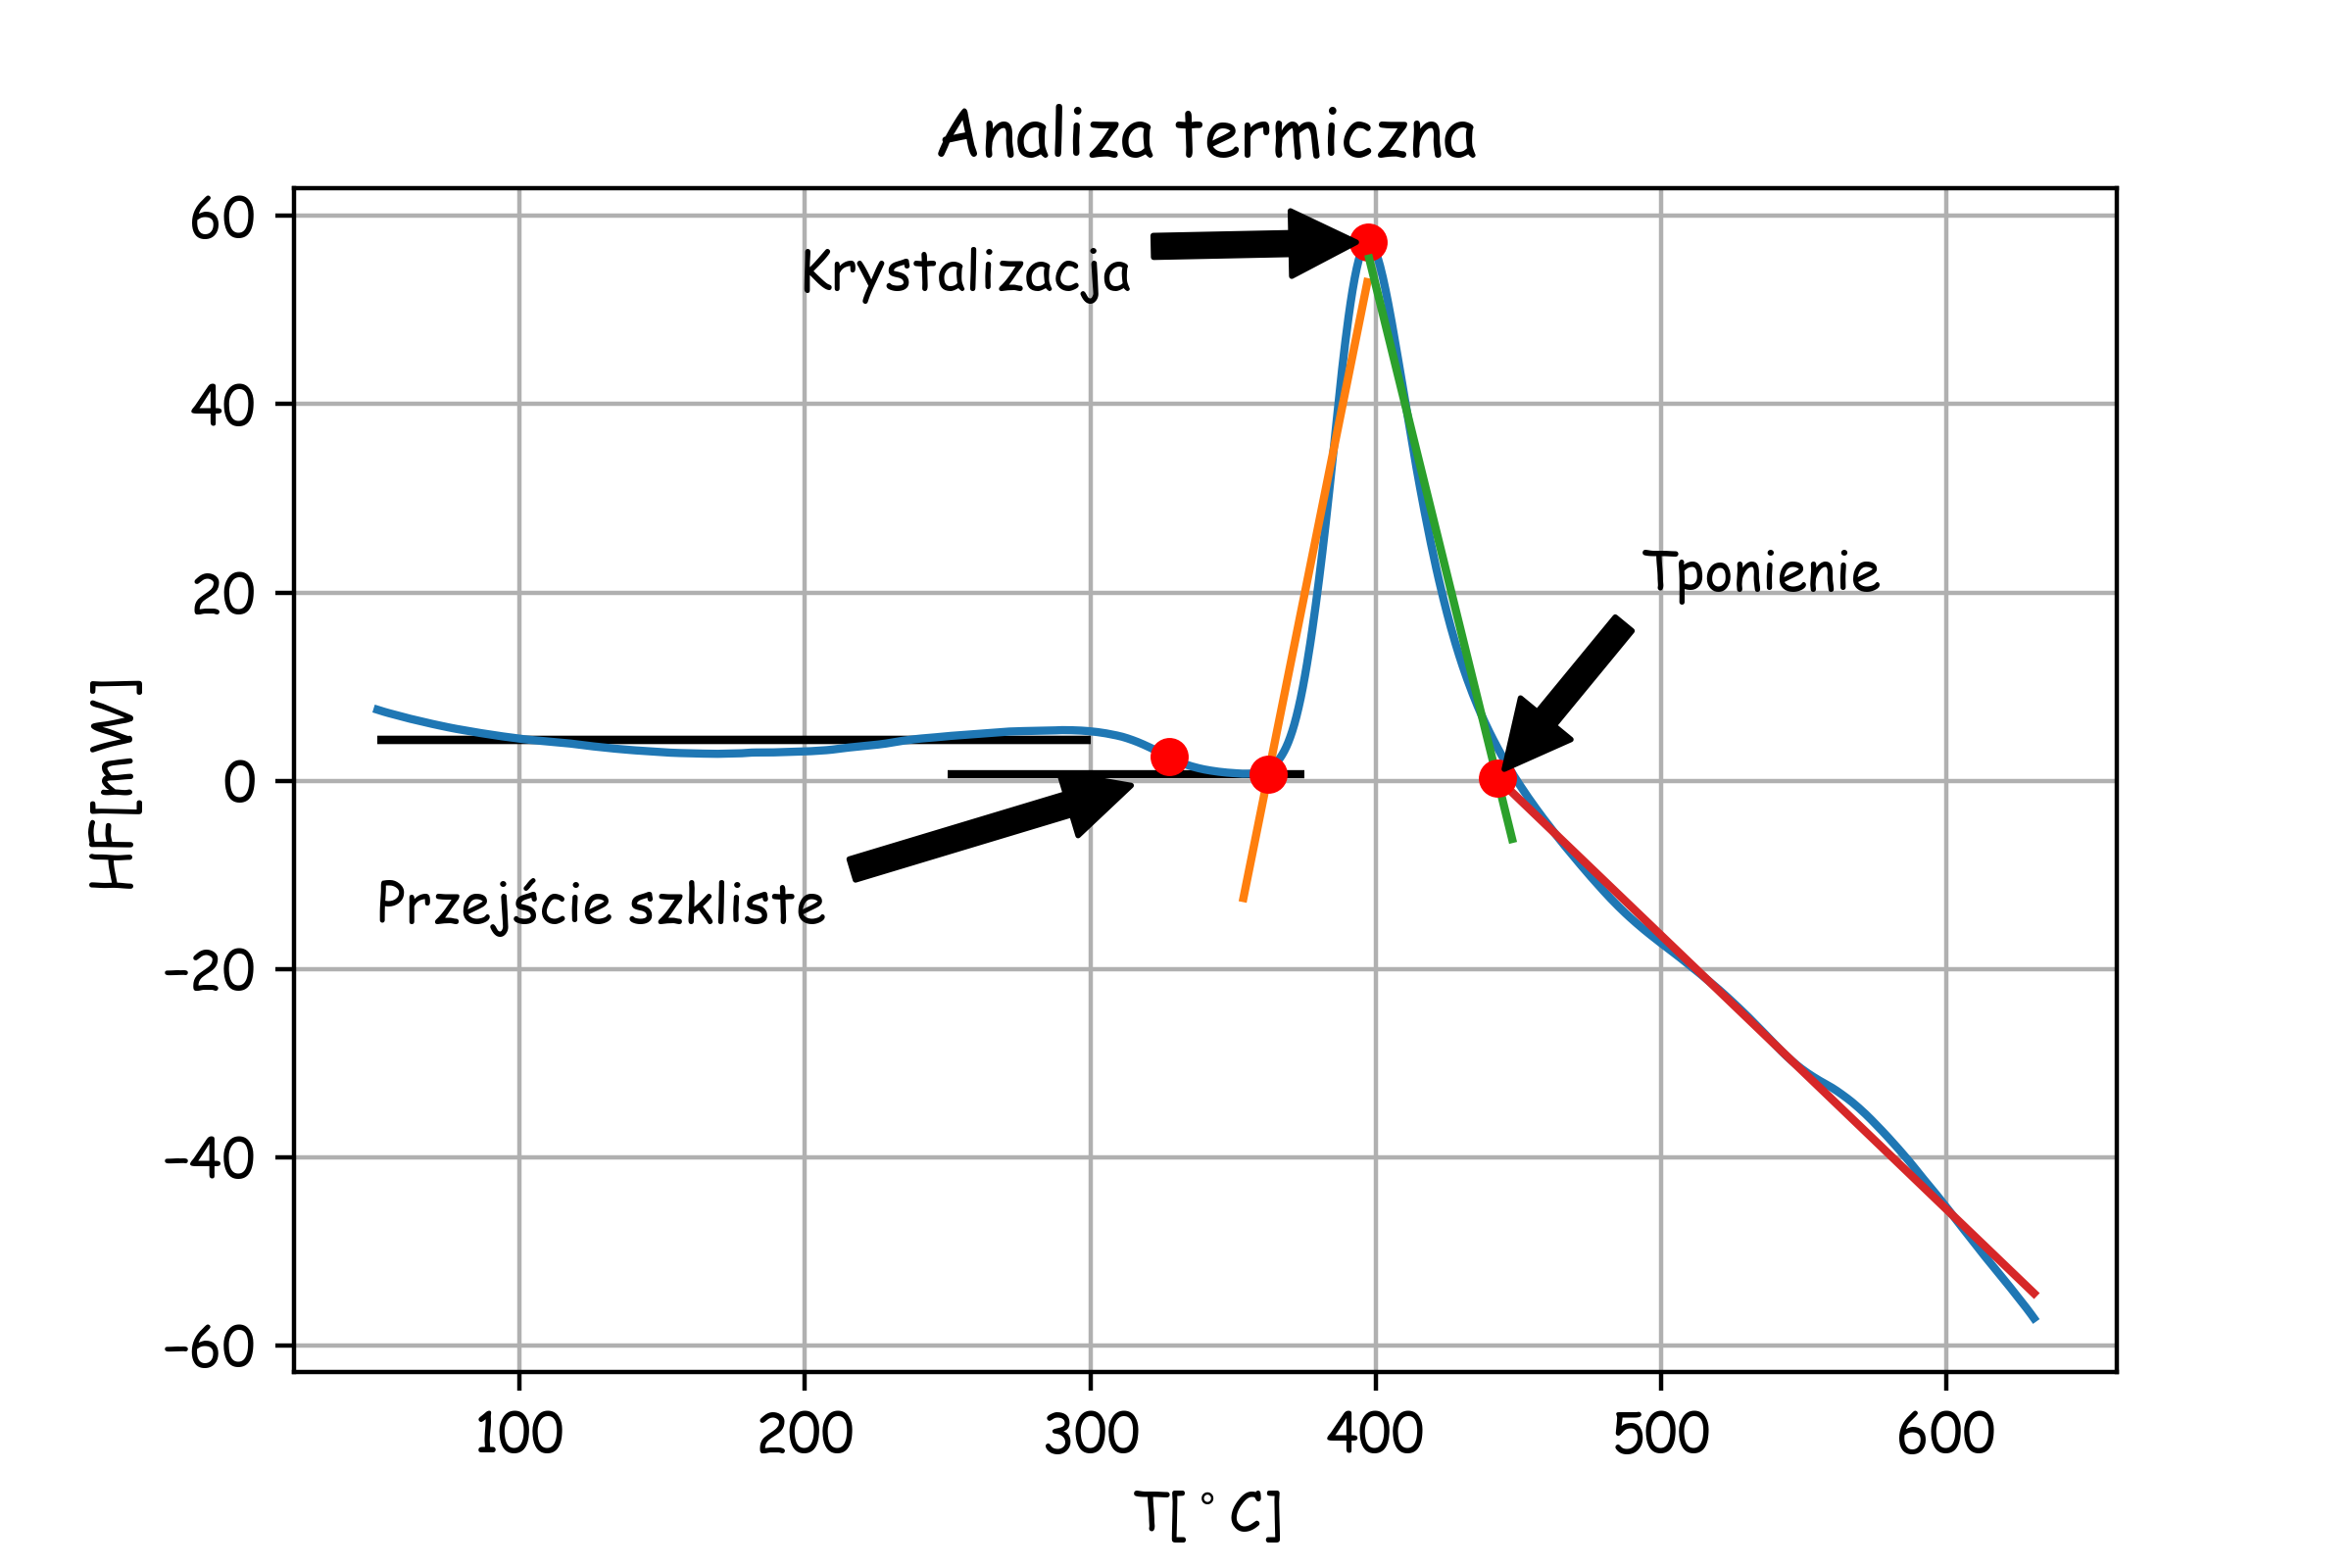 Analiza termiczna
60
40
20
0
−20
−40
−60
HF[mW]
Krystalizacja
Tponienie
Przejście szkliste
100 200 300 400 500 600
T[°C]